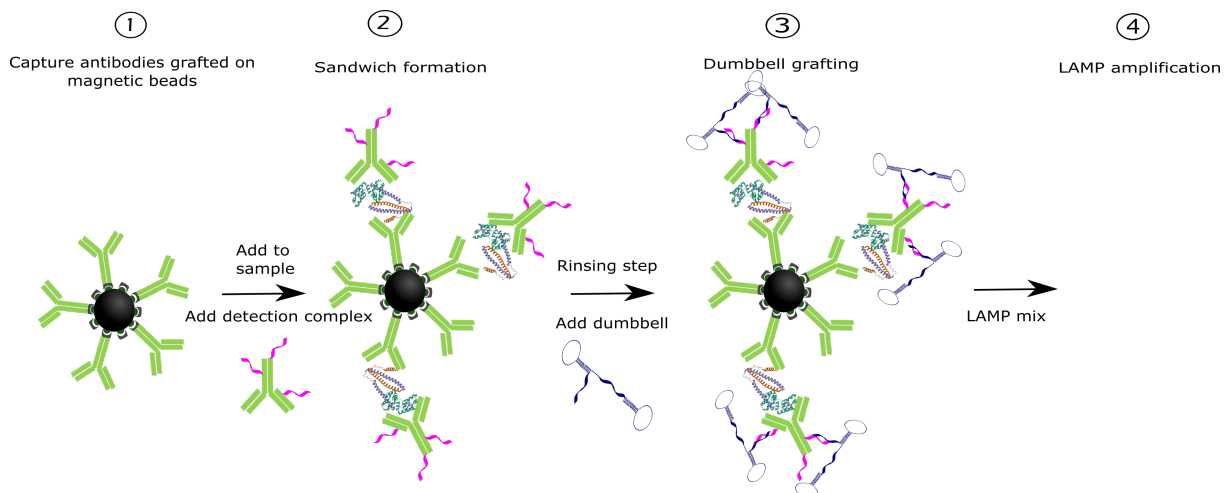 1
Capture antibodies grafted on
magnetic beads
2
Sandwich formation
3
Dumbbell grafting
4
LAMP amplification
Add to
sample
Add detection complex
Rinsing step
Add dumbbell
LAMP mix